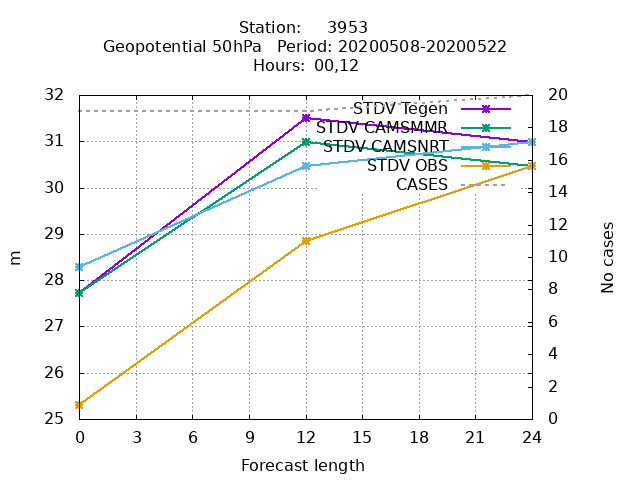 Station: 3953
Geopotential 50hPa Period: 20200508-20200522
Hours: 00,12
32 20
STDV Tegen
18
31
STDV CAMSMMR
STDV CAMSNRT
16
STDV OBS
30
CASES
14
29 12
m
28 10
No cases
8
27 6
26 4
2
25 0
0 3 6 9 12 15 18 21 24
Forecast length